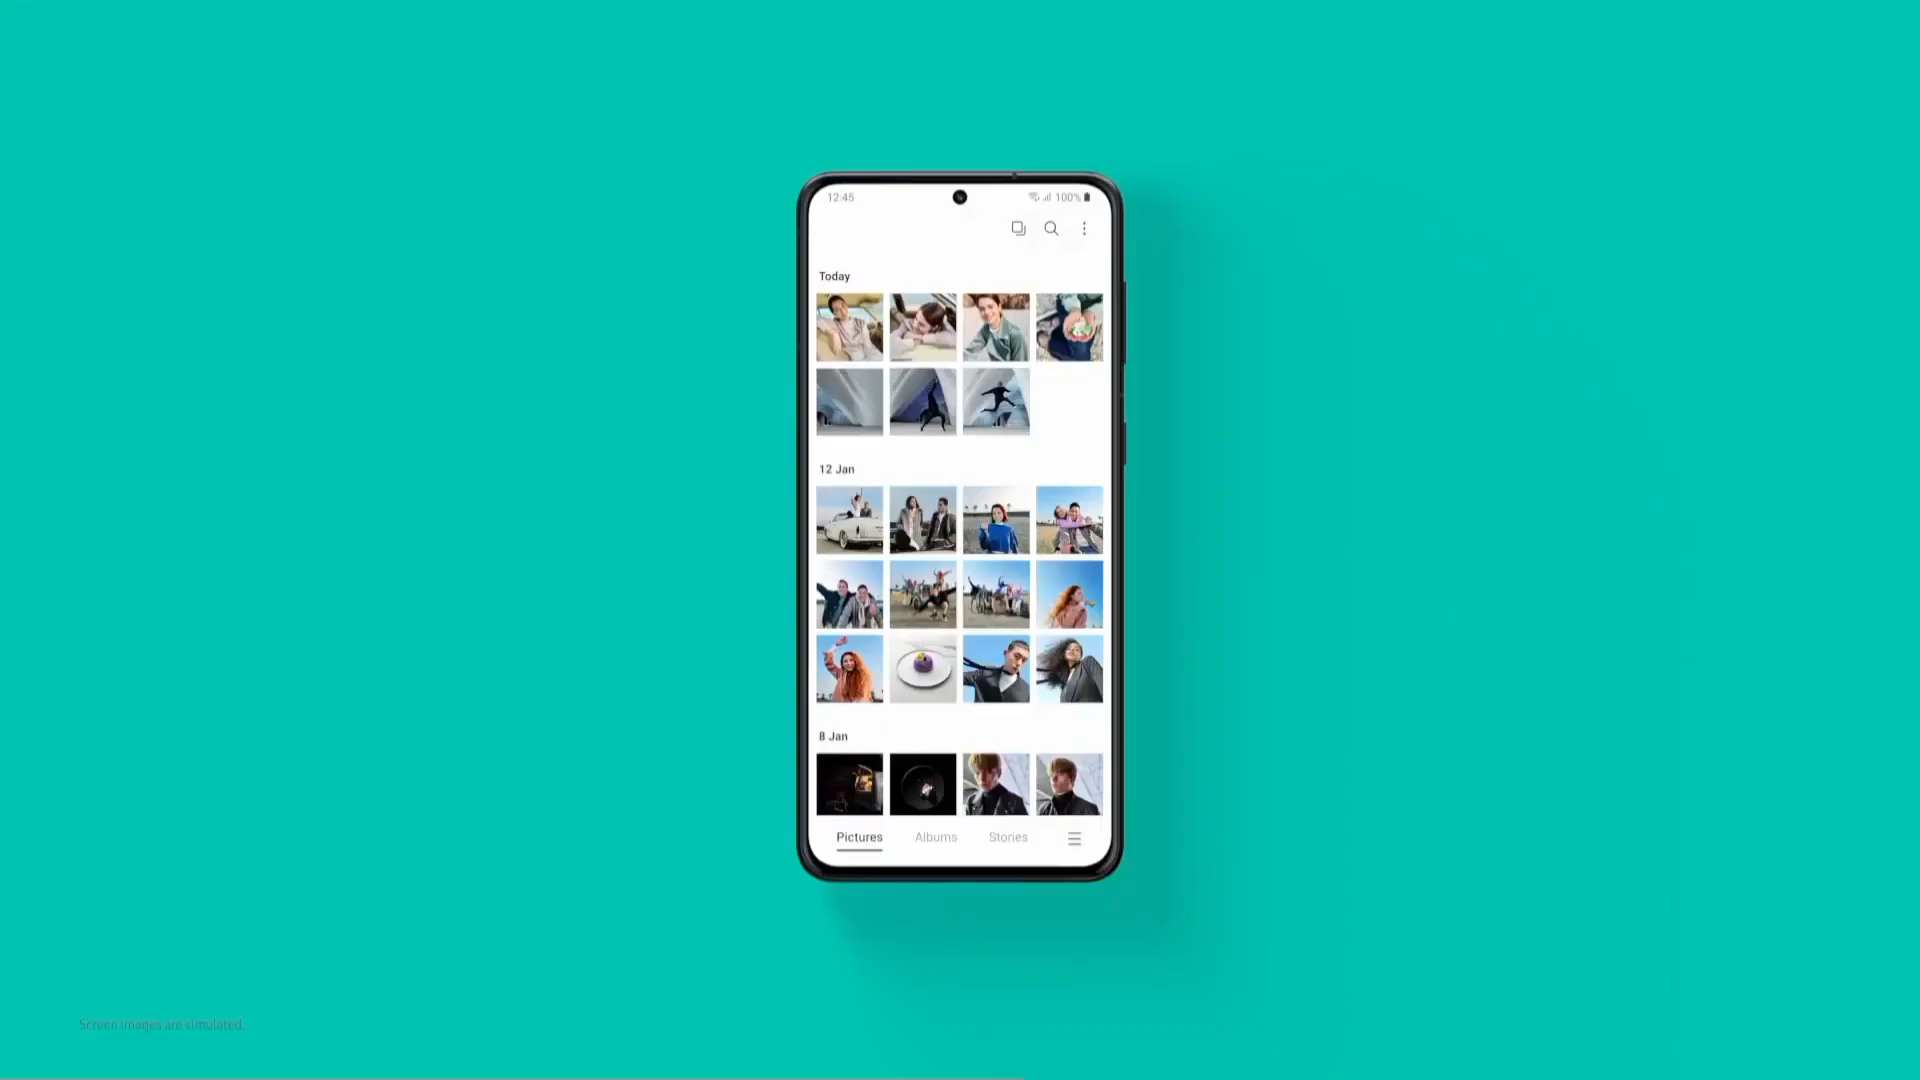 12:45
100%
Today
12 Jan
8 Jan
Pictures Albums Stories
Screen images are simulated.